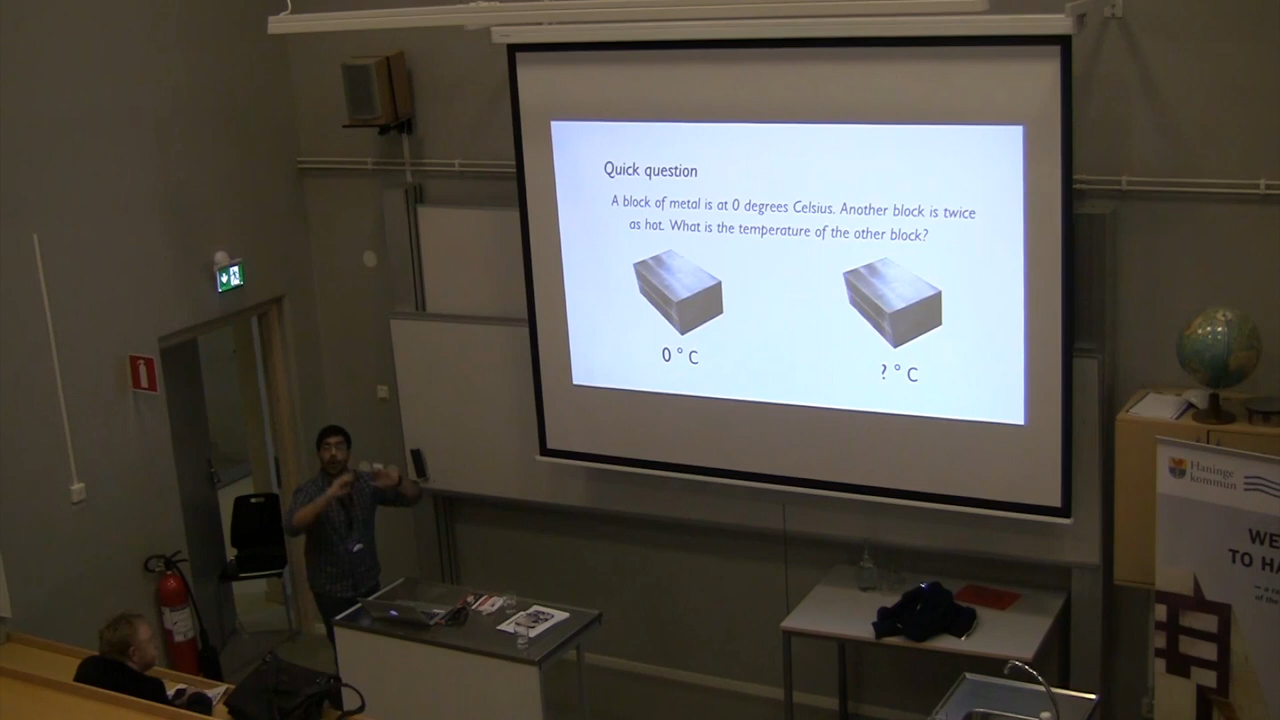 Quick question
A block of metal is at 0 degrees Celsius. Another block is twice
as hot. What is the temperature of the other block?
0 ° C
? ° C
Haninge
kommun
WE
TO HA